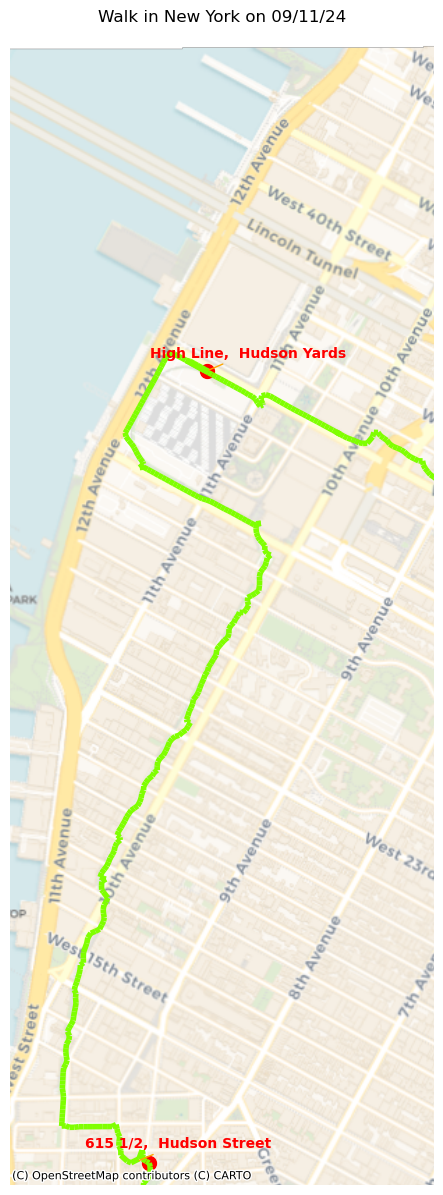 Walk in New York on 09/11/24
12th Avenue
West 40th Street
Lincoln Tunnel
High Line,  Hudson Yards
12th Avenue
11th Avenue
10th Avenue
12th Avenue
11th Avenue
10th Avenue
11th Avenue
9th Avenue
PARK
11th Avenue
10th Avenue
9th Avenue
West 23rd
OP
West 15th Street
8th Avenue
7th Avenue
West Street
615 1/2,  Hudson Street
Gree
(C) OpenStreetMap contributors (C) CARTO